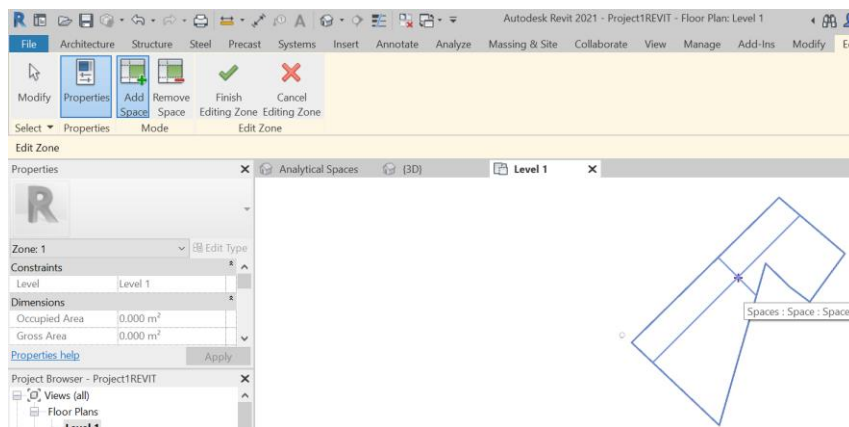 Autodesk Revit 2021 - Project1REVIT - Floor Plan: Level 1
File Architecture Structure Steel Precast Systems Insert Annotate Analyze Massing & Site Collaborate View Manage Add-Ins Modify
Modify Properties Add Space Remove Space Finish Editing Zone Cancel Editing Zone
Select Properties Mode Edit Zone
Edit Zone
Properties Analytical Spaces {3D} Level 1
R
Zone: 1 Edit Type
Constraints
Level Level 1
Dimensions
Occupied Area 0.000 m²
Gross Area 0.000 m²
Spaces : Space : Space
Properties help Apply
Project Browser - Project1REVIT
Views (all)
Floor Plans
Level 1